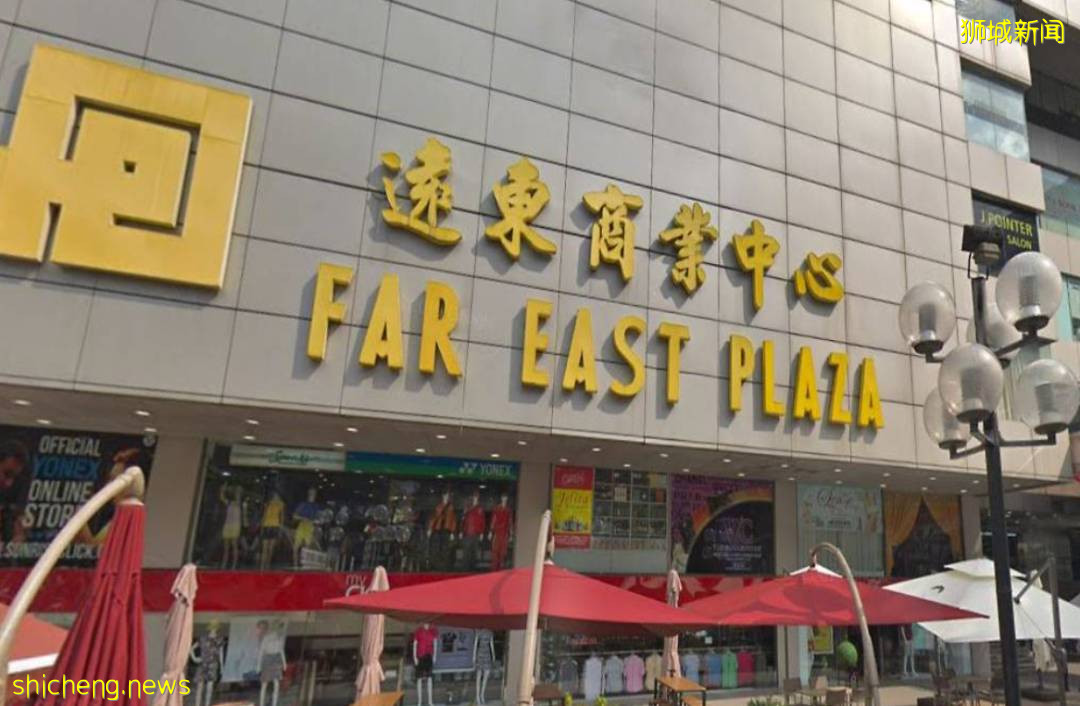 狮城新闻
遠東商業中心
FAR EAST PLAZA
J.POINTER
SALON
OFFICIAL
YONEX
ONLINE
STORE
YONEX
OPEN
shicheng.news